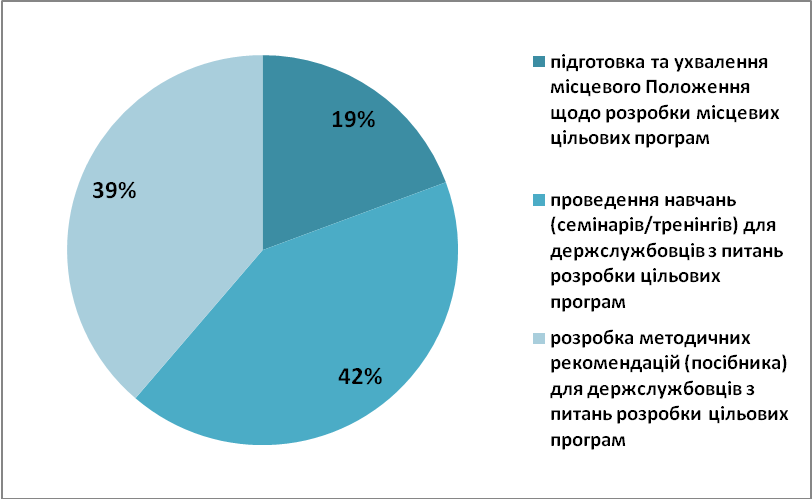 19%
42%
39%
підготовка та ухвалення
місцевого Положення
щодо розробки місцевих
цільових програм
проведення навчань
(семінарів/тренінгів) для
держслужбовців з питань
розробки цільових
програм
розробка методичних
рекомендацій (посібника)
для держслужбовців з
питань розробки цільових
програм